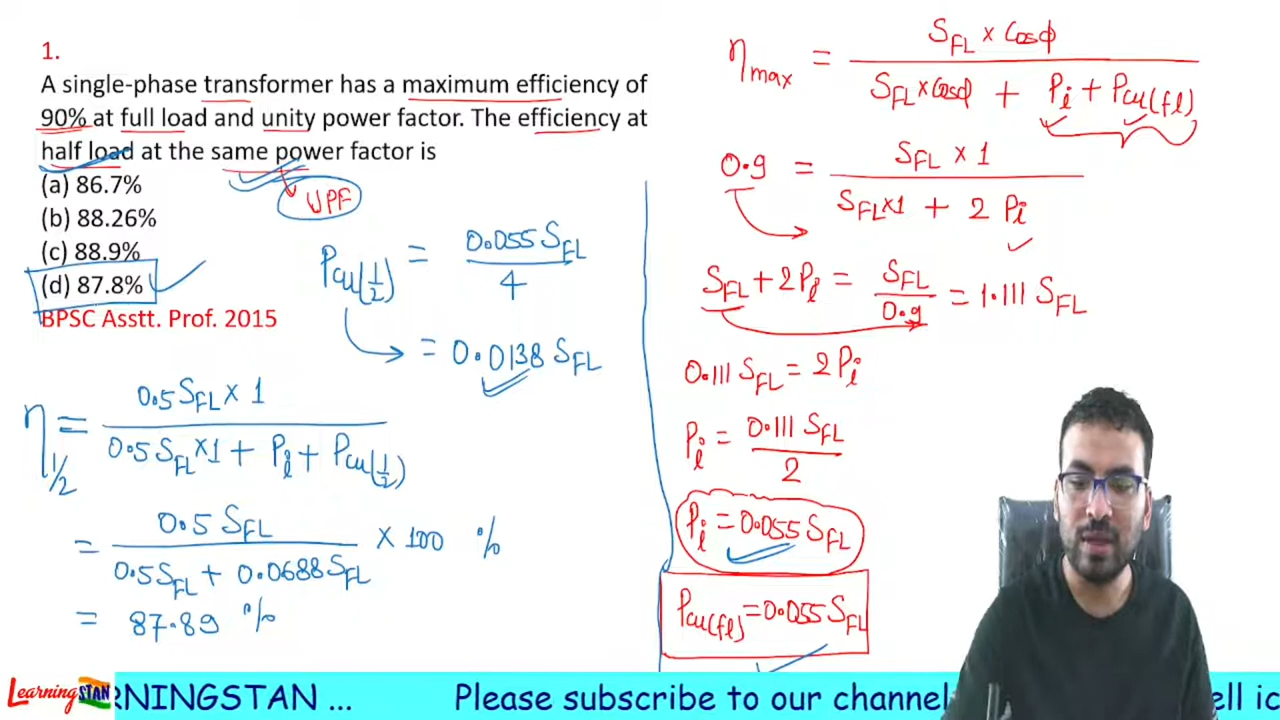 1.
A single-phase transformer has a maximum efficiency of
90% at full load and unity power factor. The efficiency at
half load at the same power factor is
(a) 86.7%
(b) 88.26%
(c) 88.9%
(d) 87.8%
BPSC Asstt. Prof. 2015
UPF
Pcu(1/2) = 0.055 SFL / 4
= 0.0138 SFL
η1/2 = 0.5 SFL × 1 / 0.5 SFL ×1 + Pi + Pcu(1/2)
= 0.5 SFL / 0.5 SFL + 0.0688 SFL × 100 %
= 87.89 %
ηmax = SFL × Cosφ / SFL × Cosφ + Pi + Pcu(fl)
0.9 = SFL × 1 / SFL×1 + 2 Pi
SFL + 2Pi = SFL / 0.9 = 1.111 SFL
0.111 SFL = 2 Pi
Pi = 0.111 SFL / 2
Pi = 0.055 SFL
Pcu(fl) = 0.055 SFL
LearningSTAN
RNINGSTAN ... Please subscribe to our channel ell ic